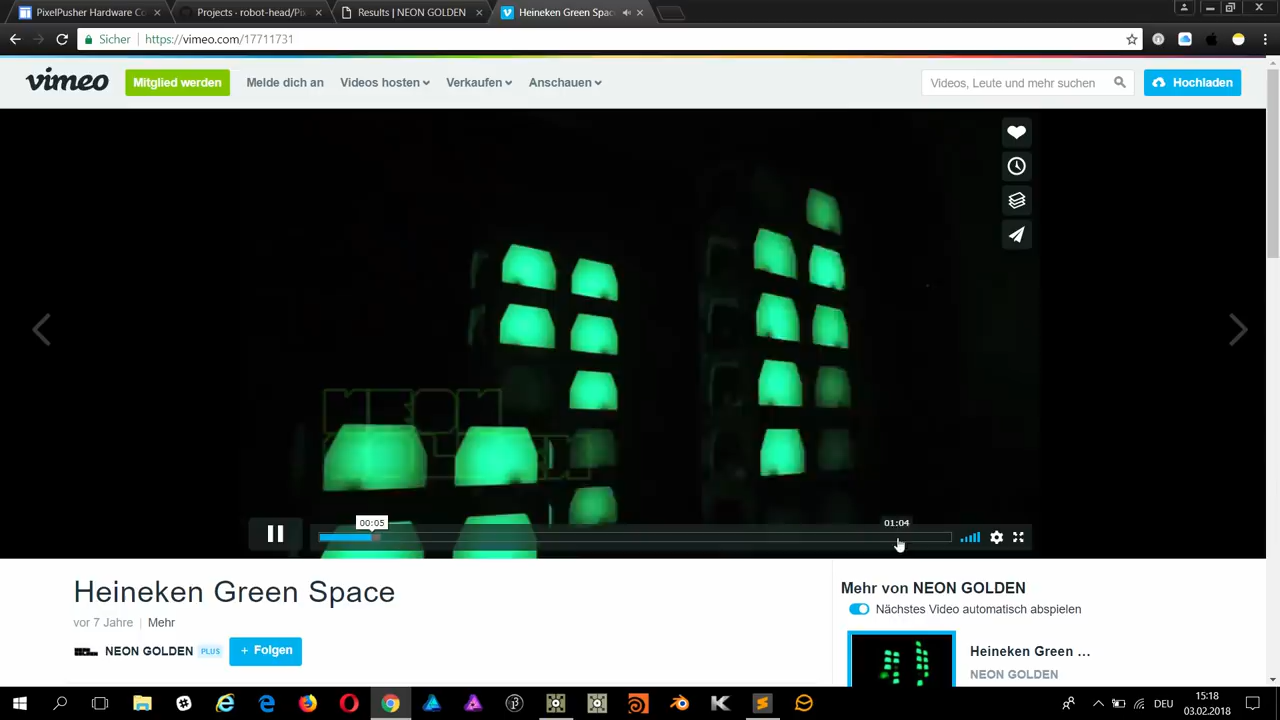 PixelPusher Hardware Co
Projects · robot-head/Pi
Results | NEON GOLDEN
Heineken Green Spac
Sicher
https://vimeo.com/17711731
vimeo
Mitglied werden
Melde dich an
Videos hosten
Verkaufen
Anschauen
Videos, Leute und mehr suchen
Hochladen
NEON
00:05
01:04
Heineken Green Space
vor 7 Jahre
Mehr
NEON GOLDEN PLUS
+ Folgen
Mehr von NEON GOLDEN
Nächstes Video automatisch abspielen
Heineken Green ...
NEON GOLDEN
DEU
15:18
03.02.2018